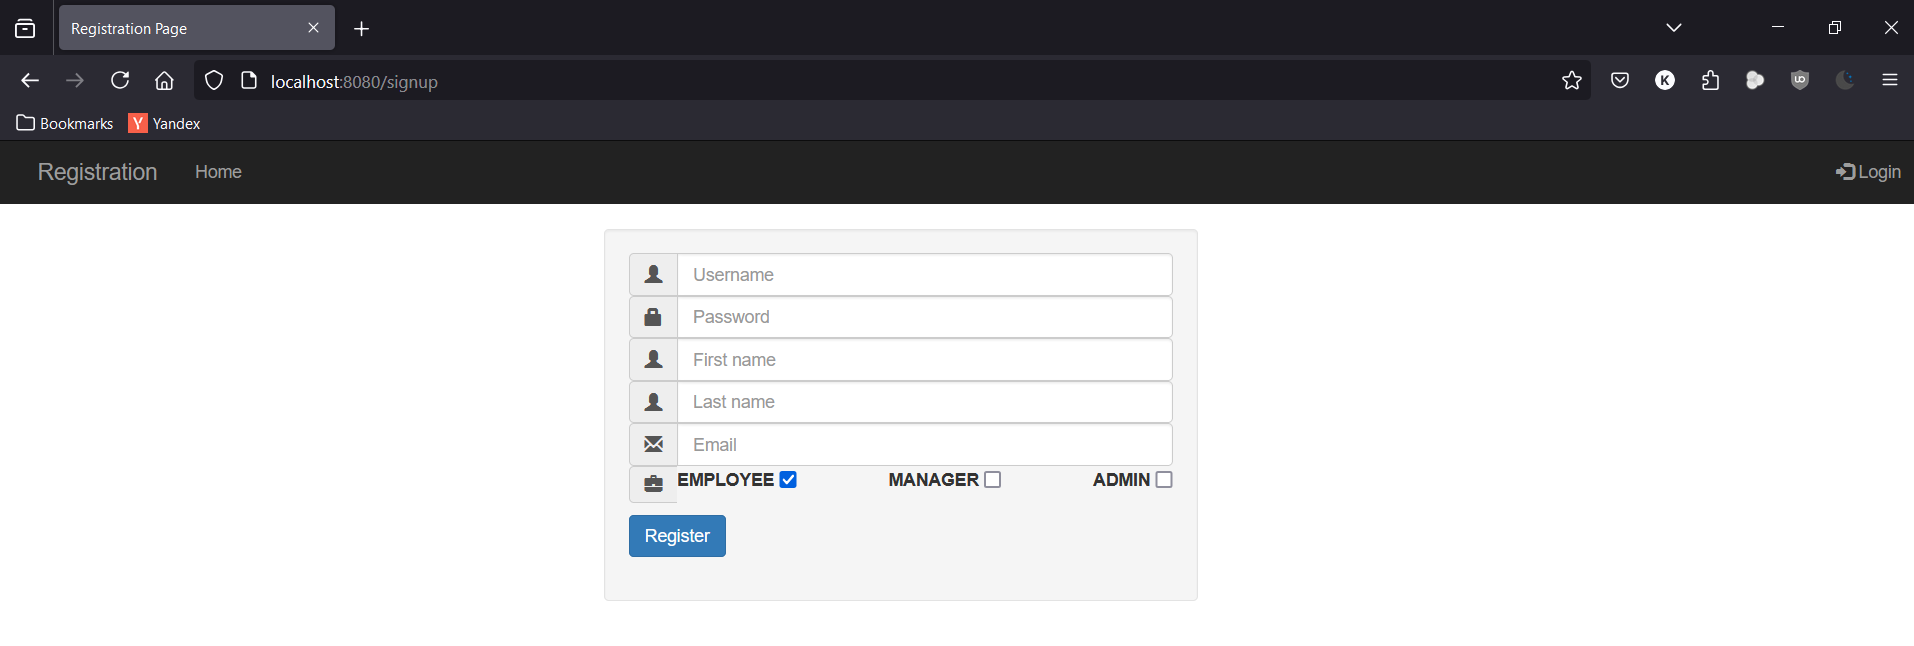 Registration Page
localhost:8080/signup
Bookmarks Y Yandex
Registration Home Login
Username
Password
First name
Last name
Email
EMPLOYEE MANAGER ADMIN
Register